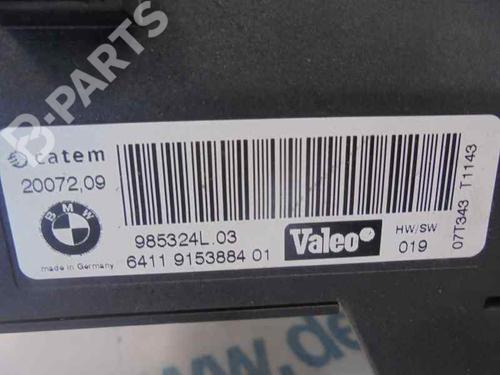 B-PARTS
catem
20072,09
BMW
made in Germany
985324L.03
6411 9153884 01
Valeo
HW/SW
019
07T343 T1143
www.de